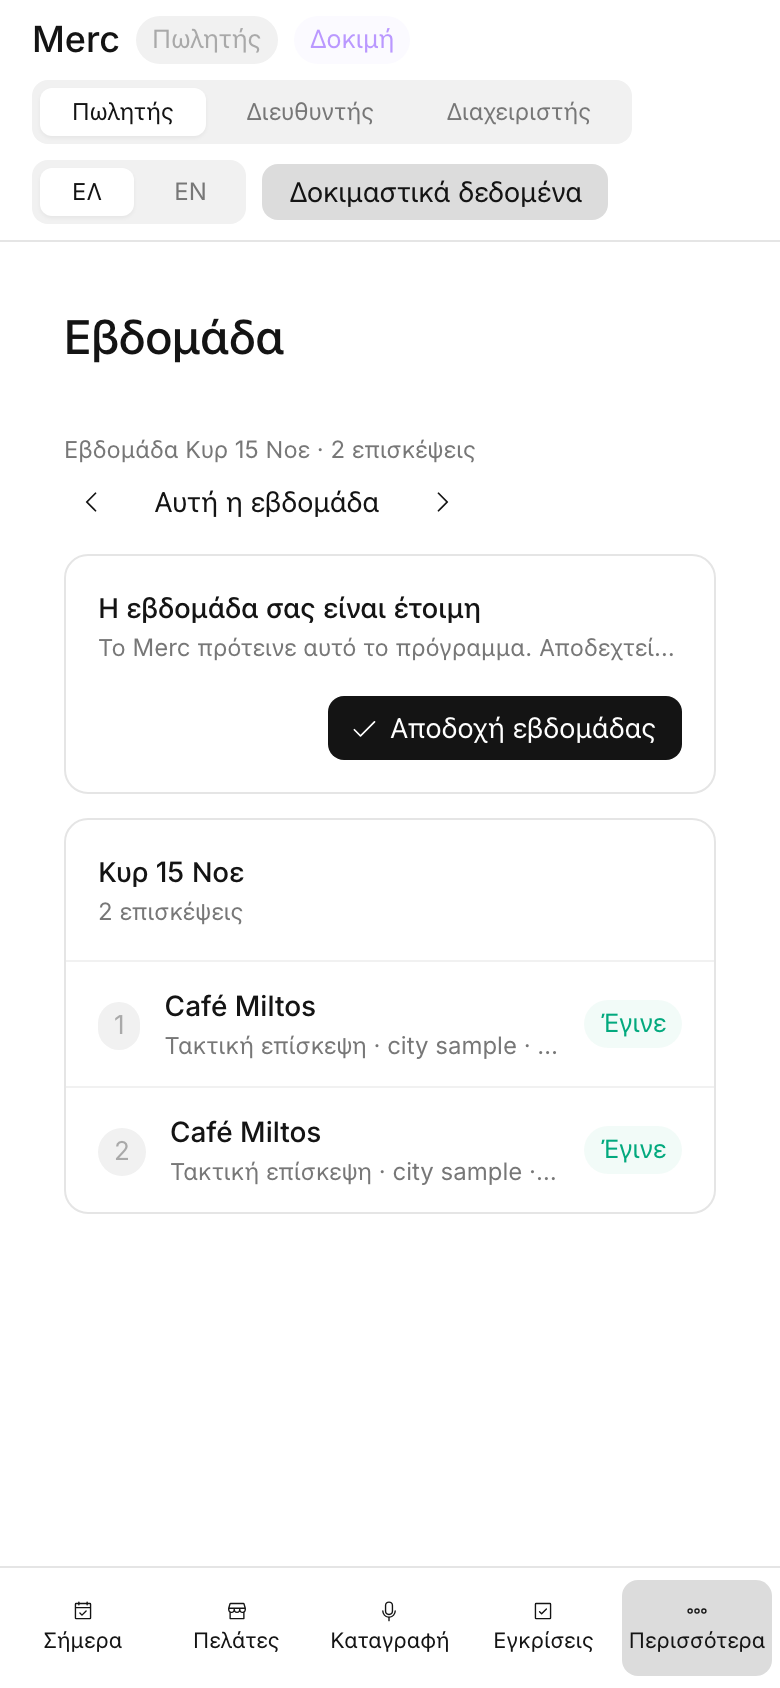 Merc Πωλητής Δοκιμή
Πωλητής Διευθυντής Διαχειριστής
ΕΛ EN Δοκιμαστικά δεδομένα
Εβδομάδα
Εβδομάδα Κυρ 15 Νοε · 2 επισκέψεις
Αυτή η εβδομάδα
Η εβδομάδα σας είναι έτοιμη
Το Merc πρότεινε αυτό το πρόγραμμα. Αποδεχτεί...
Αποδοχή εβδομάδας
Κυρ 15 Νοε
2 επισκέψεις
1 Café Miltos
Τακτική επίσκεψη · city sample · ...
Έγινε
2 Café Miltos
Τακτική επίσκεψη · city sample ·...
Έγινε
Σήμερα Πελάτες Καταγραφή Εγκρίσεις Περισσότερα